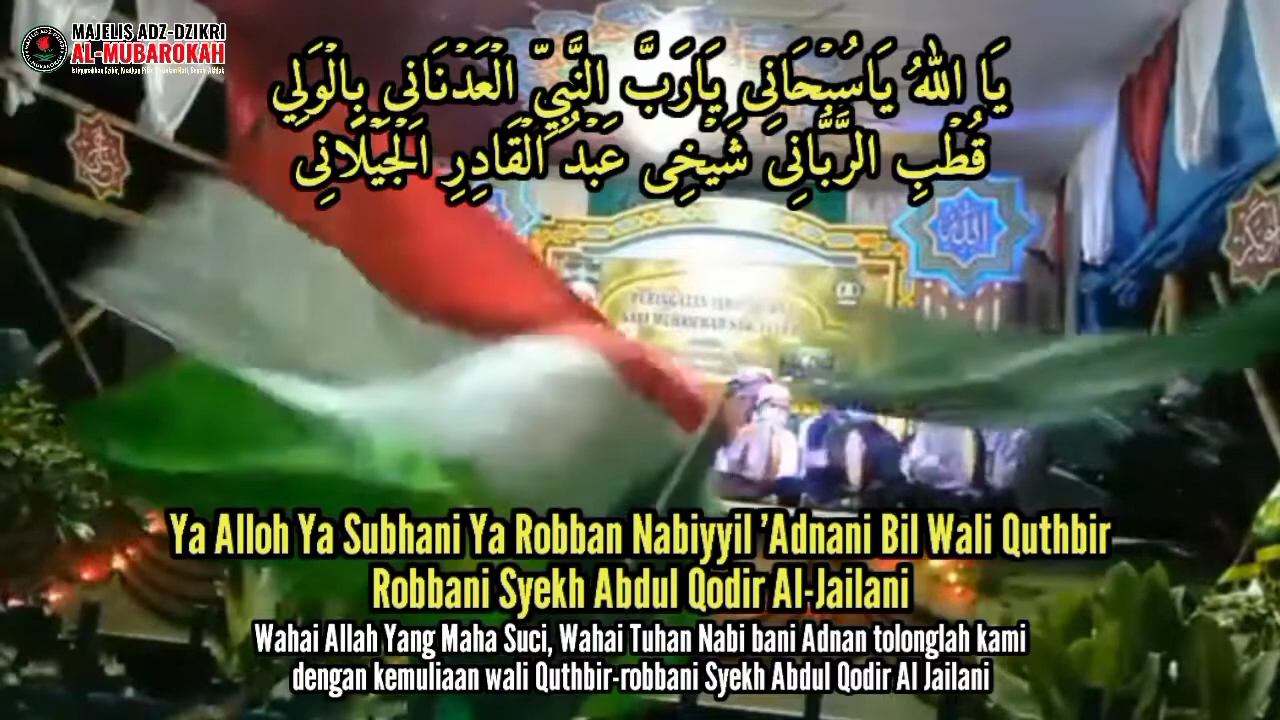 MAJELIS ADZ-DZIKRI
AL-MUBAROKAH
يَا اللهُ يَاسُبْحَانِي يَارَبَّ النَّبِيِّ الْعَدْنَانِي بِالْوَلِي
قُطْبِ الرَّبَّانِى شَيْخِى عَبْدُ الْقَادِرِ الْجَيْلَانِى
الله
Ya Alloh Ya Subhani Ya Robban Nabiyyil 'Adnani Bil Wali Quthbir
Robbani Syekh Abdul Qodir Al-Jailani
Wahai Allah Yang Maha Suci, Wahai Tuhan Nabi bani Adnan tolonglah kami
dengan kemuliaan wali Quthbir-robbani Syekh Abdul Qodir Al Jailani